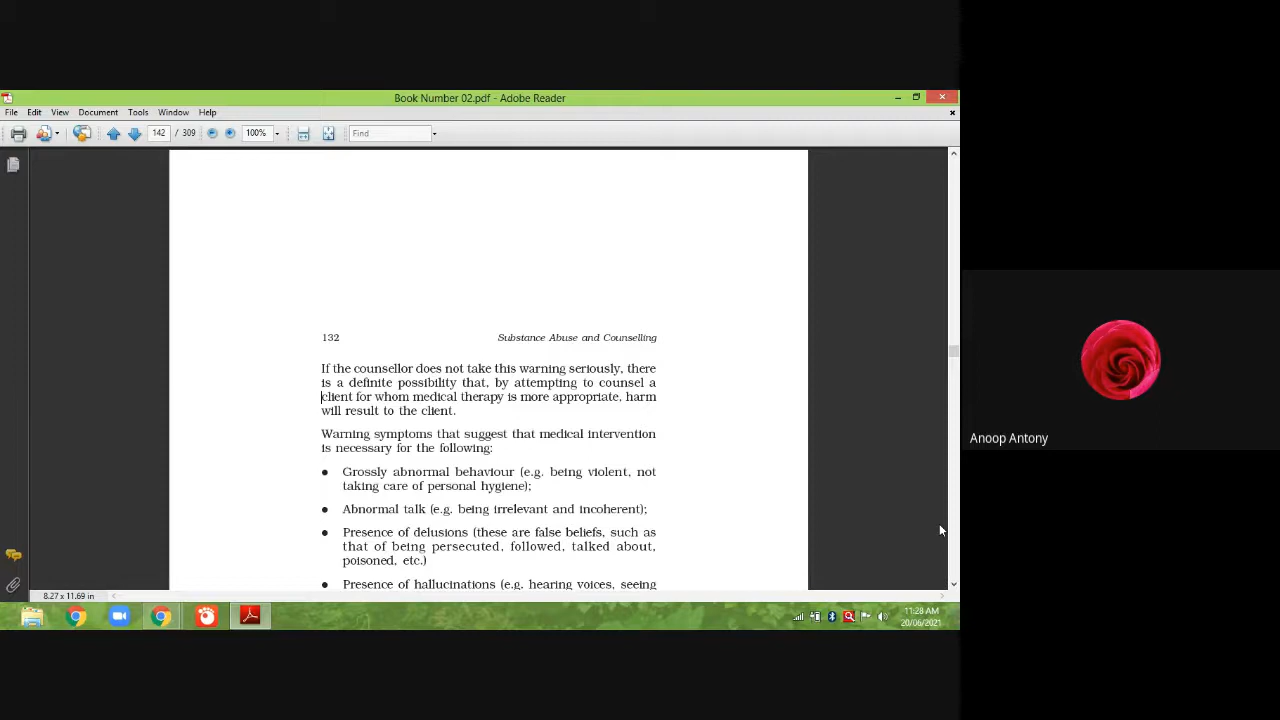 Book Number 02.pdf - Adobe Reader
File Edit View Document Tools Window Help
142 / 309 100% Find
132 Substance Abuse and Counselling
If the counsellor does not take this warning seriously, there
is a definite possibility that, by attempting to counsel a
client for whom medical therapy is more appropriate, harm
will result to the client.
Warning symptoms that suggest that medical intervention
is necessary for the following:
● Grossly abnormal behaviour (e.g. being violent, not
taking care of personal hygiene);
● Abnormal talk (e.g. being irrelevant and incoherent);
● Presence of delusions (these are false beliefs, such as
that of being persecuted, followed, talked about,
poisoned, etc.)
● Presence of hallucinations (e.g. hearing voices, seeing
8.27 x 11.69 in
11:28 AM
20/06/2021
Anoop Antony